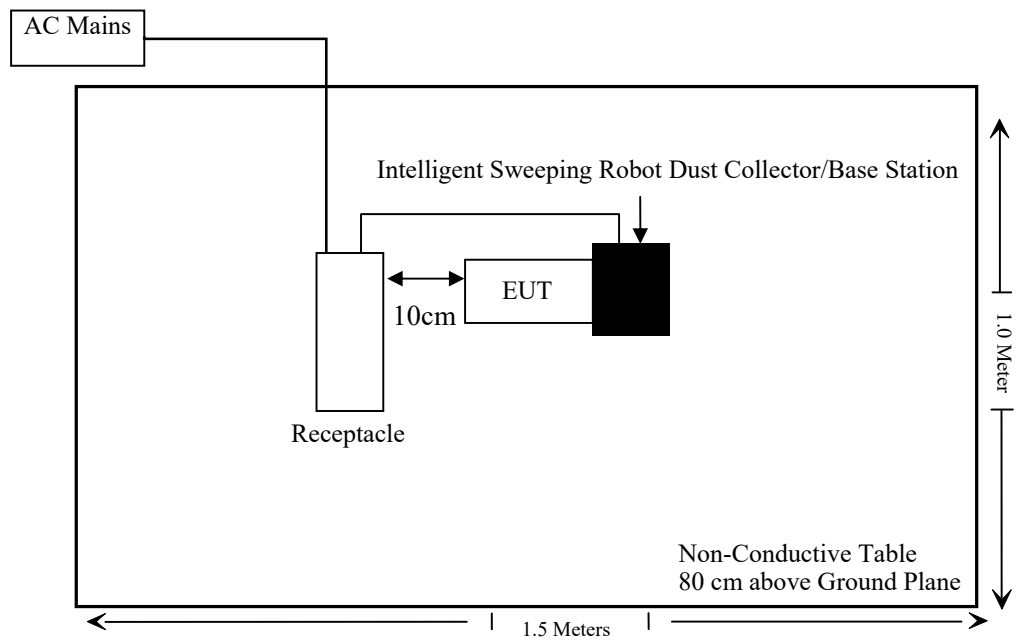 AC Mains
Intelligent Sweeping Robot Dust Collector/Base Station
EUT
10cm
Receptacle
1.0 Meter
Non-Conductive Table
80 cm above Ground Plane
1.5 Meters